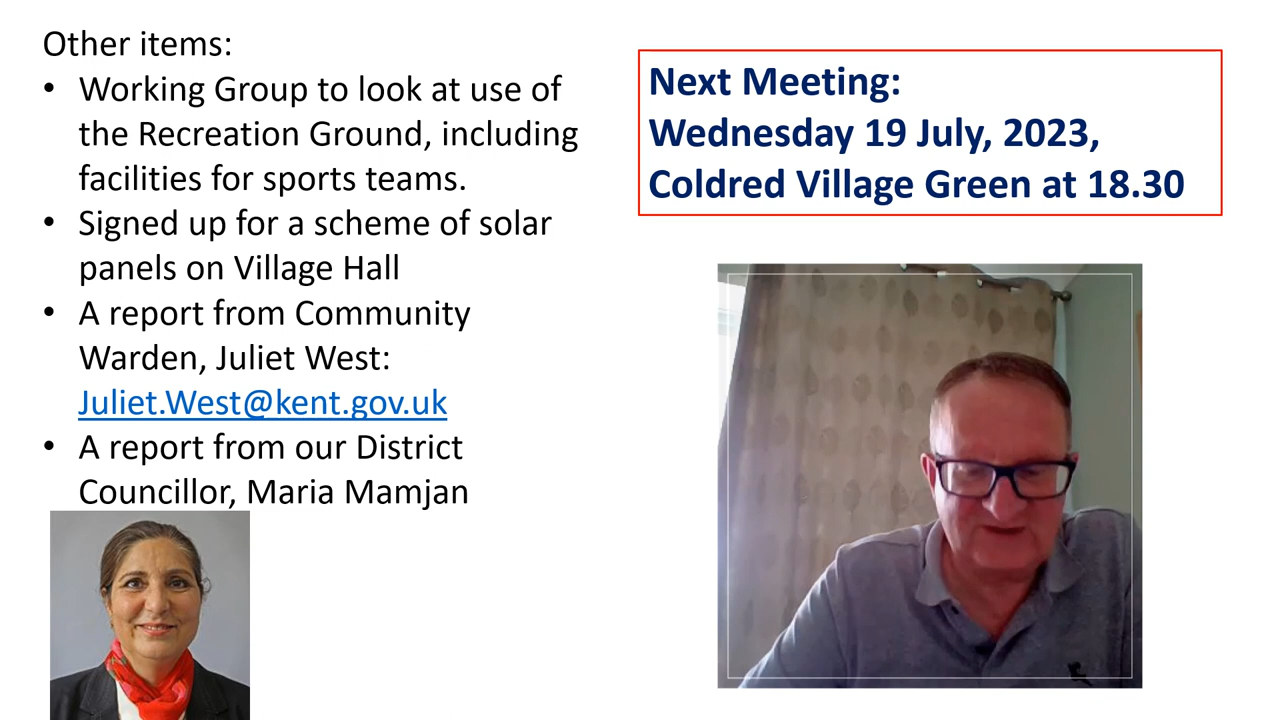 Other items:
• Working Group to look at use of
the Recreation Ground, including
facilities for sports teams.
• Signed up for a scheme of solar
panels on Village Hall
• A report from Community
Warden, Juliet West:
Juliet.West@kent.gov.uk
• A report from our District
Councillor, Maria Mamjan
Next Meeting:
Wednesday 19 July, 2023,
Coldred Village Green at 18.30